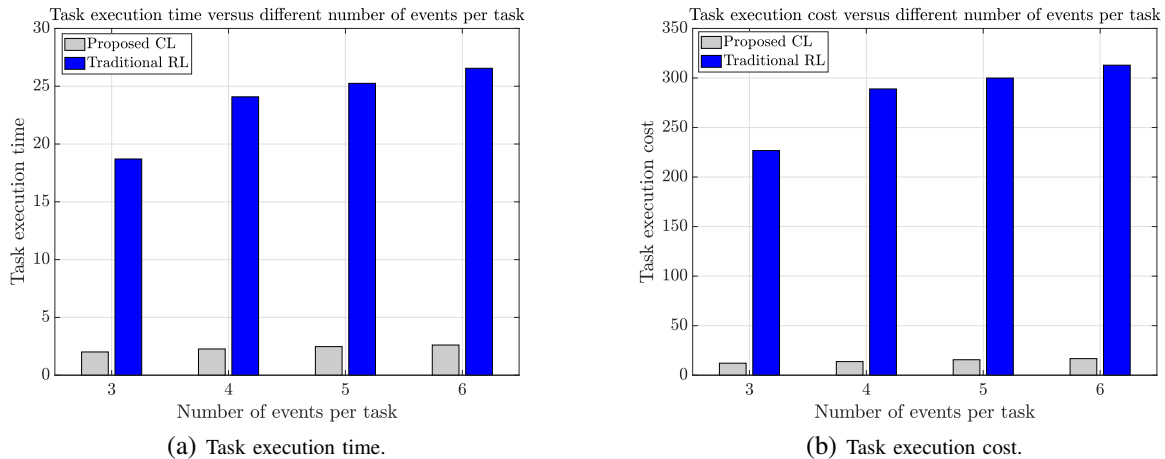 Task execution time versus different number of events per task
30
25
20
15
10
5
0
Task execution time
Proposed CL
Traditional RL
3 4 5 6
Number of events per task
(a) Task execution time.
Task execution cost versus different number of events per task
350
300
250
200
150
100
50
0
Task execution cost
Proposed CL
Traditional RL
3 4 5 6
Number of events per task
(b) Task execution cost.